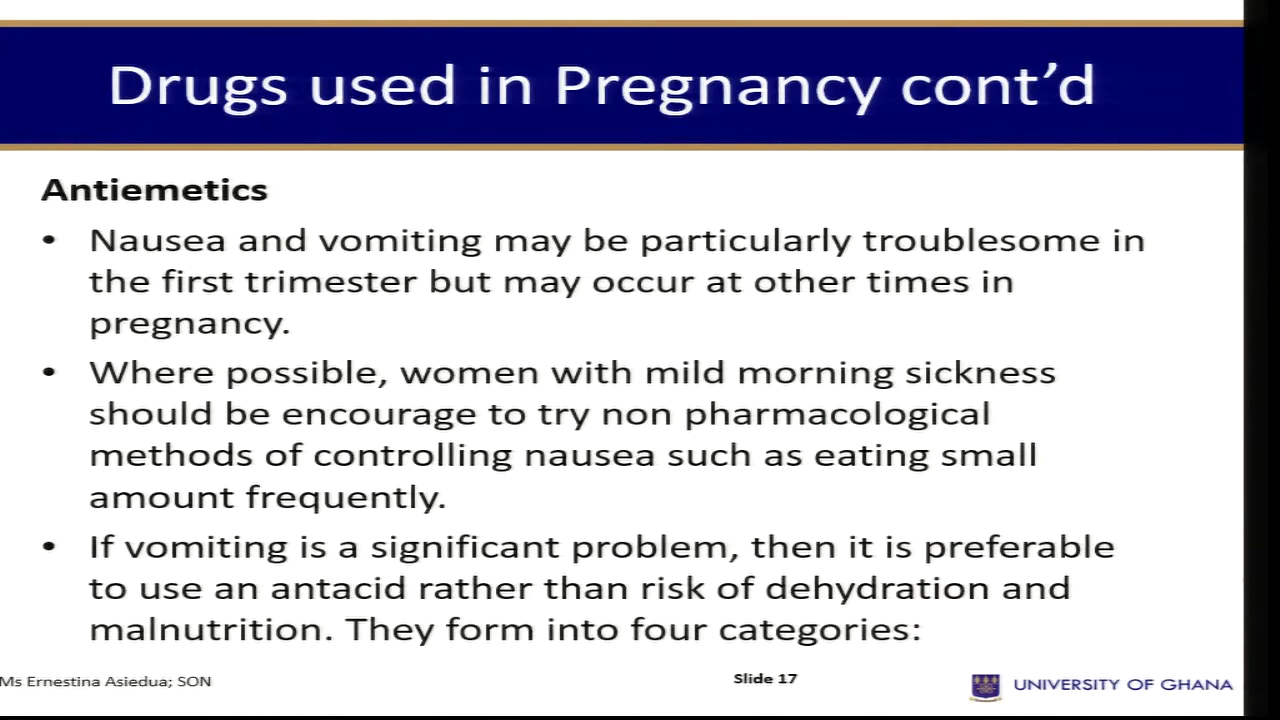 Drugs used in Pregnancy cont’d
Antiemetics
• Nausea and vomiting may be particularly troublesome in
the first trimester but may occur at other times in
pregnancy.
• Where possible, women with mild morning sickness
should be encourage to try non pharmacological
methods of controlling nausea such as eating small
amount frequently.
• If vomiting is a significant problem, then it is preferable
to use an antacid rather than risk of dehydration and
malnutrition. They form into four categories:
Ms Ernestina Asiedua; SON
Slide 17
UNIVERSITY OF GHANA